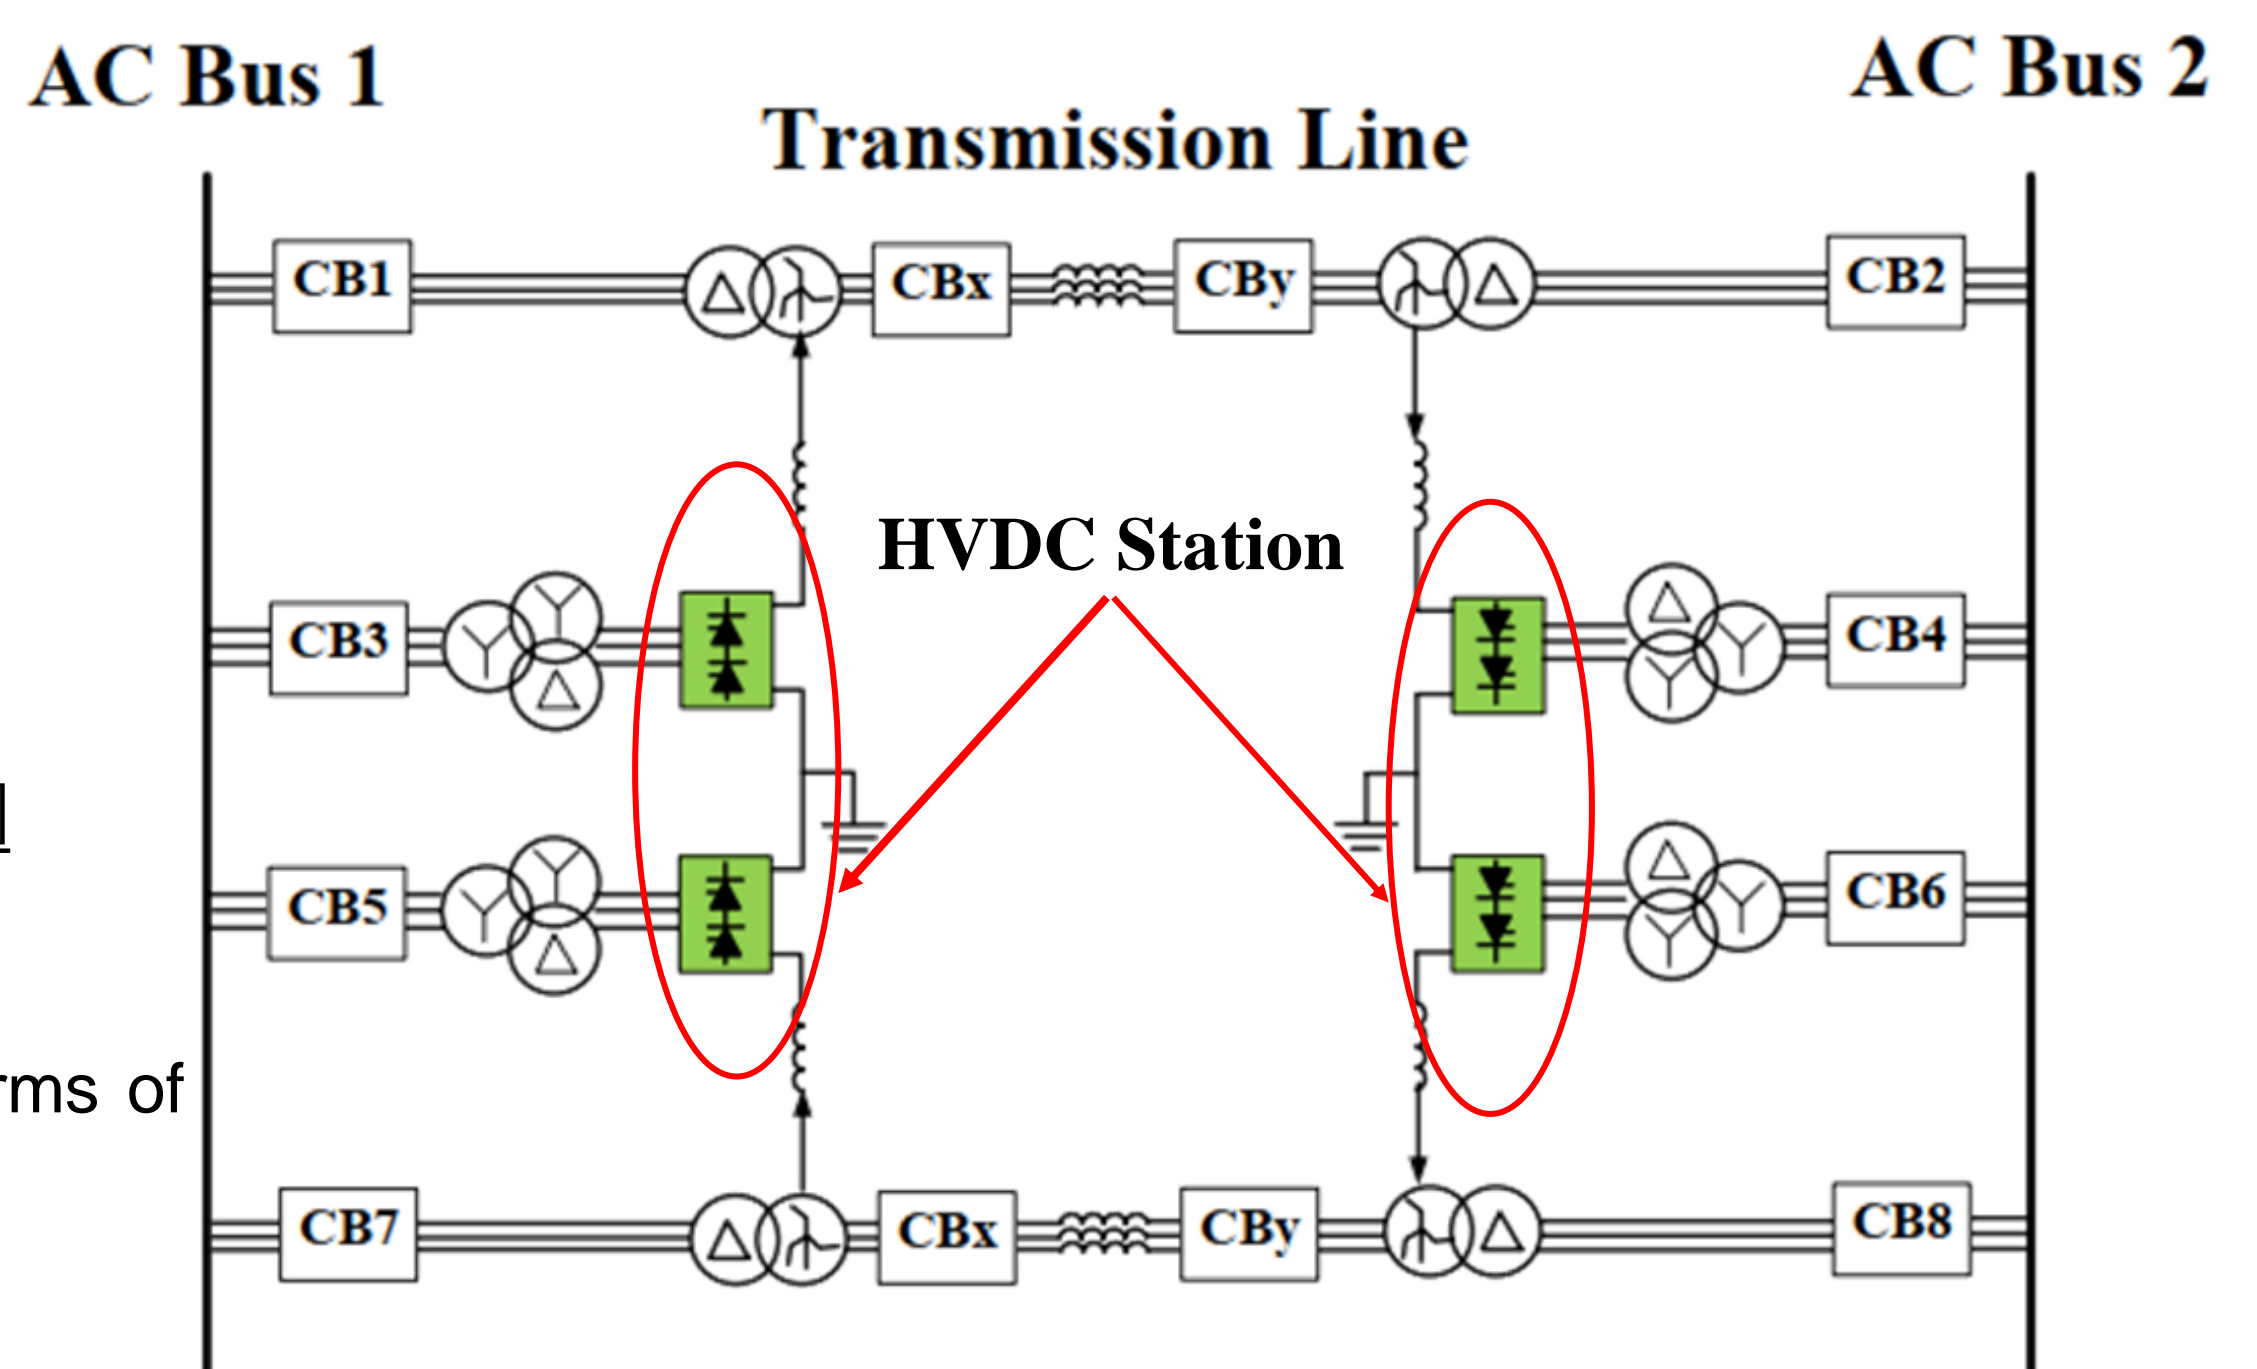 AC Bus 1
AC Bus 2
Transmission Line
CB1
CBx
CBy
CB2
HVDC Station
CB3
CB4
CB5
CB6
rms of
CB7
CBx
CBy
CB8